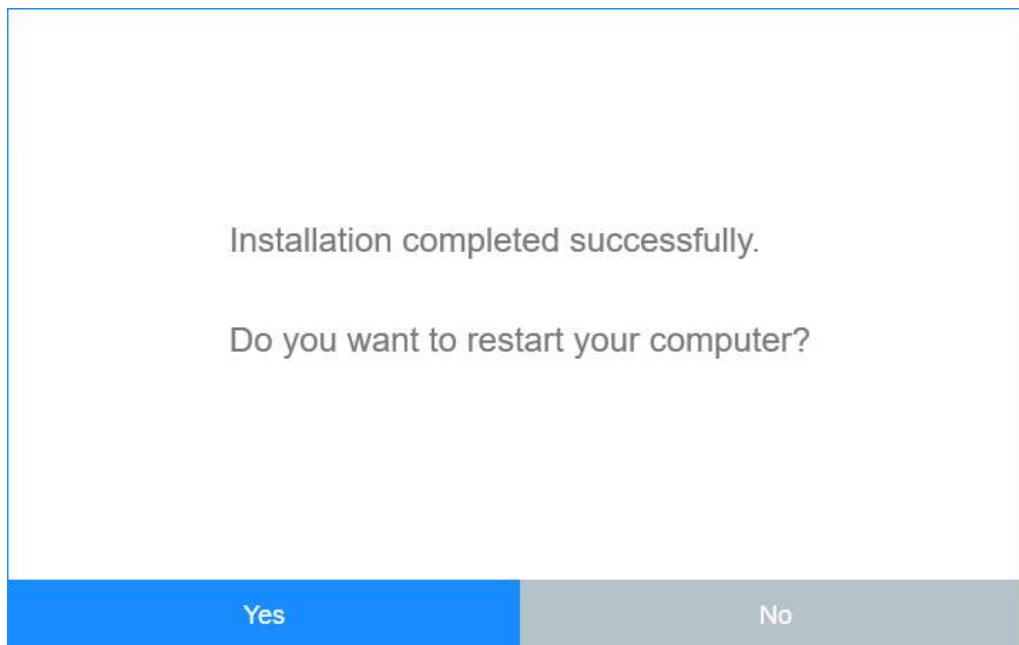 Installation completed successfully.
Do you want to restart your computer?
Yes
No